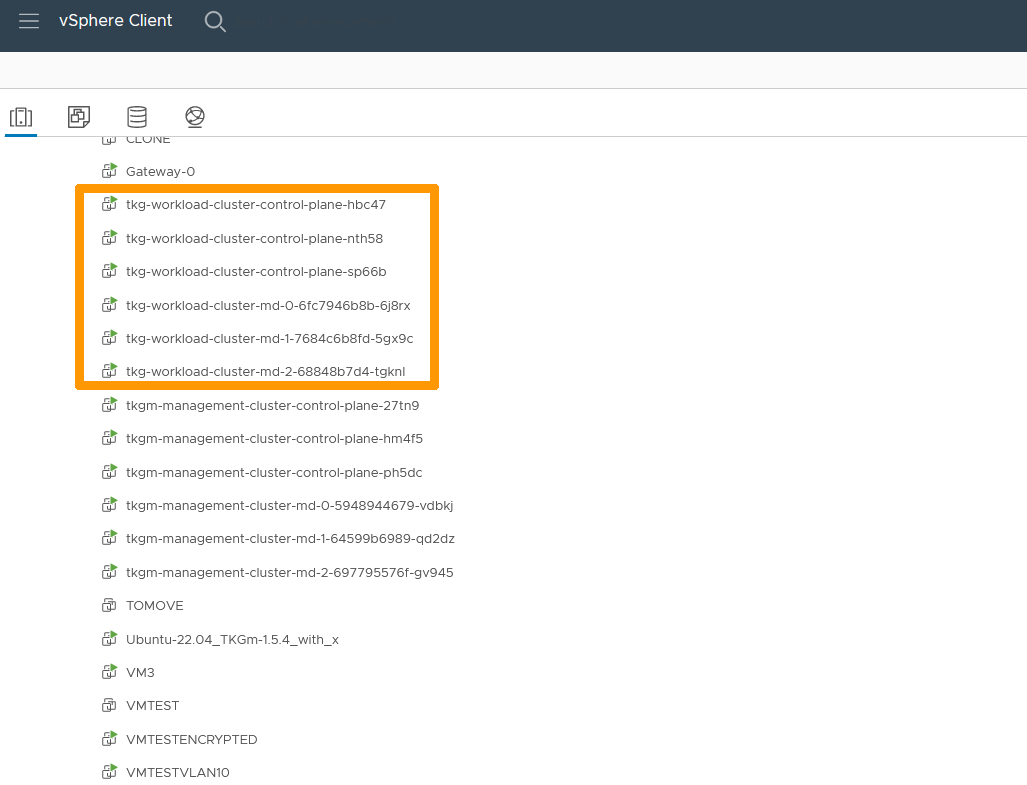 vSphere Client
CLONE
Gateway-0
tkg-workload-cluster-control-plane-hbc47
tkg-workload-cluster-control-plane-nth58
tkg-workload-cluster-control-plane-sp66b
tkg-workload-cluster-md-0-6fc7946b8b-6j8rx
tkg-workload-cluster-md-1-7684c6b8fd-5gx9c
tkg-workload-cluster-md-2-68848b7d4-tgknl
tkgm-management-cluster-control-plane-27tn9
tkgm-management-cluster-control-plane-hm4f5
tkgm-management-cluster-control-plane-ph5dc
tkgm-management-cluster-md-0-5948944679-vdbkj
tkgm-management-cluster-md-1-64599b6989-qd2dz
tkgm-management-cluster-md-2-697795576f-gv945
TOMOVE
Ubuntu-22.04_TKGm-1.5.4_with_x
VM3
VMTEST
VMTESTENCRYPTED
VMTESTVLAN10